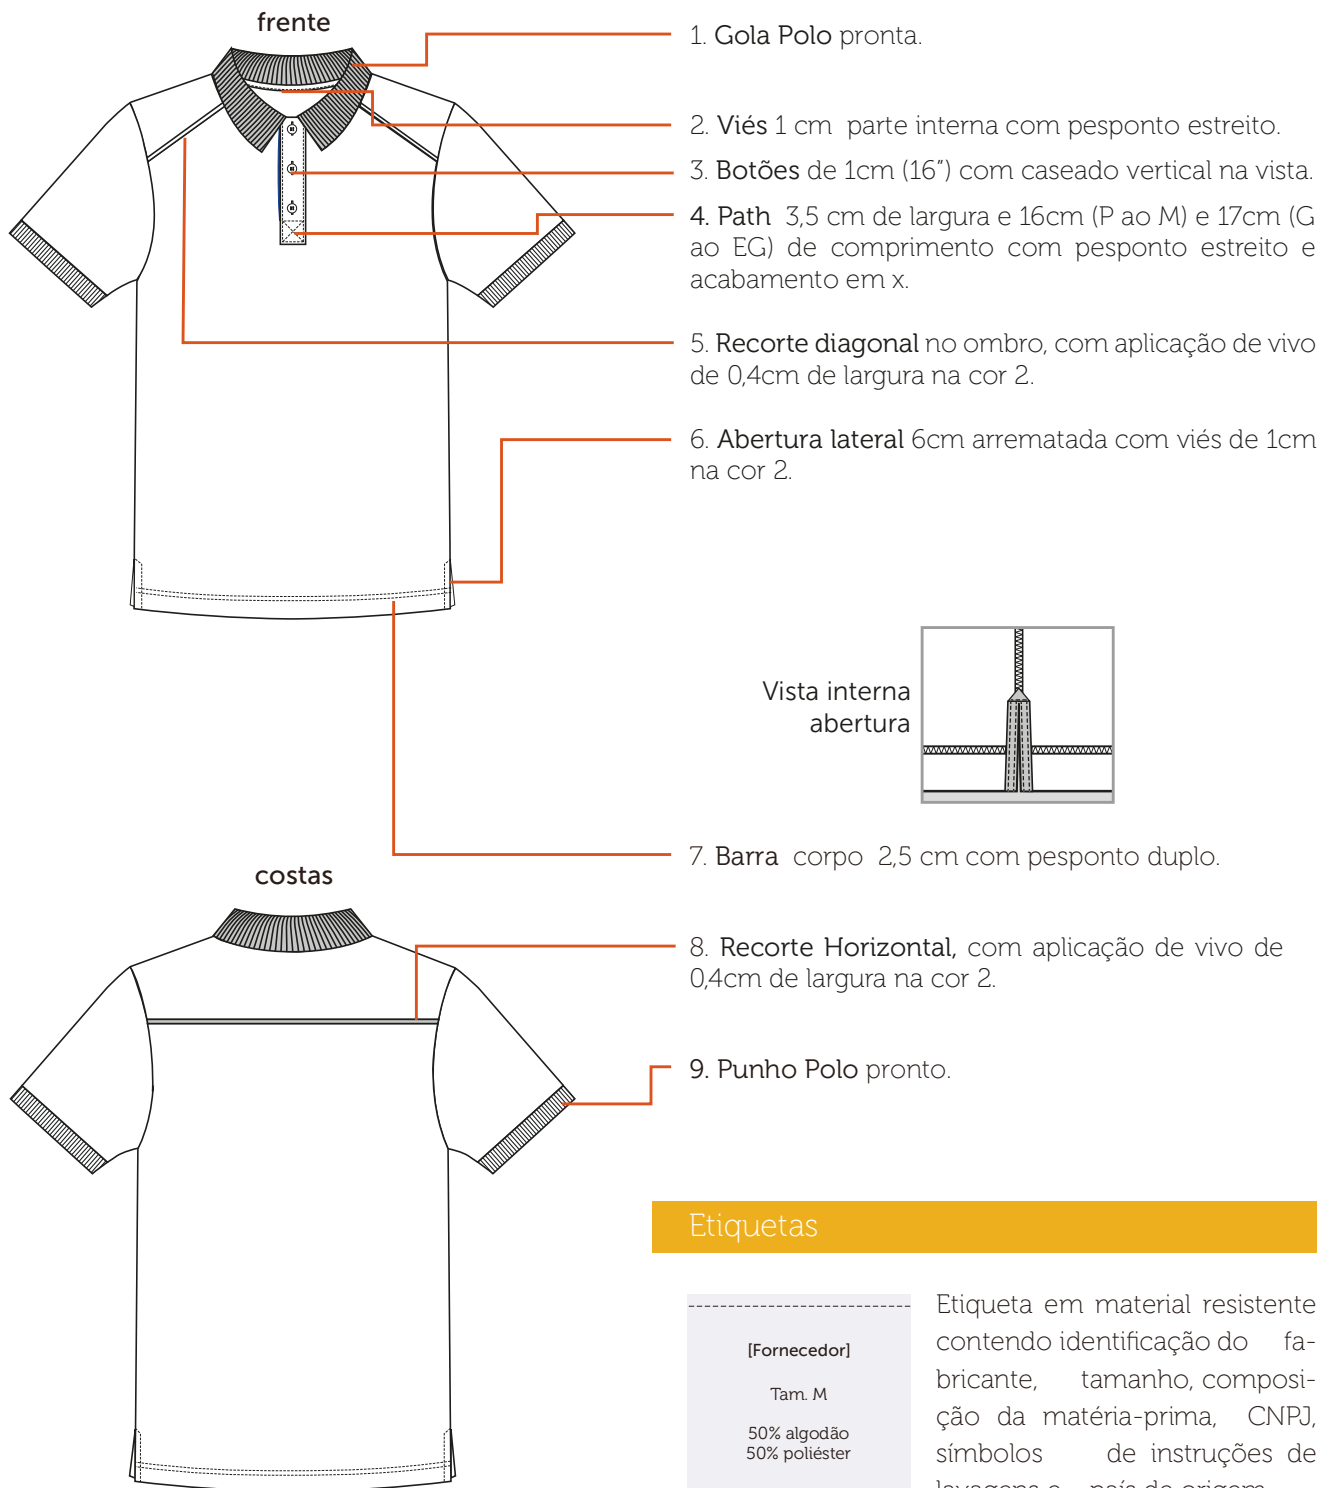 frente
1. Gola Polo pronta.
2. Viés 1 cm parte interna com pesponto estreito.
3. Botões de 1cm (16”) com caseado vertical na vista.
4. Path 3,5 cm de largura e 16cm (P ao M) e 17cm (G
ao EG) de comprimento com pesponto estreito e
acabamento em x.
5. Recorte diagonal no ombro, com aplicação de vivo
de 0,4cm de largura na cor 2.
6. Abertura lateral 6cm arrematada com viés de 1cm
na cor 2.
Vista interna
abertura
7. Barra corpo 2,5 cm com pesponto duplo.
costas
8. Recorte Horizontal, com aplicação de vivo de
0,4cm de largura na cor 2.
9. Punho Polo pronto.
Etiquetas
[Fornecedor]
Tam. M
50% algodão
50% poliéster
Etiqueta em material resistente
contendo identificação do fa-
bricante, tamanho, composi-
ção da matéria-prima, CNPJ,
símbolos de instruções de
lavagens e país de origem